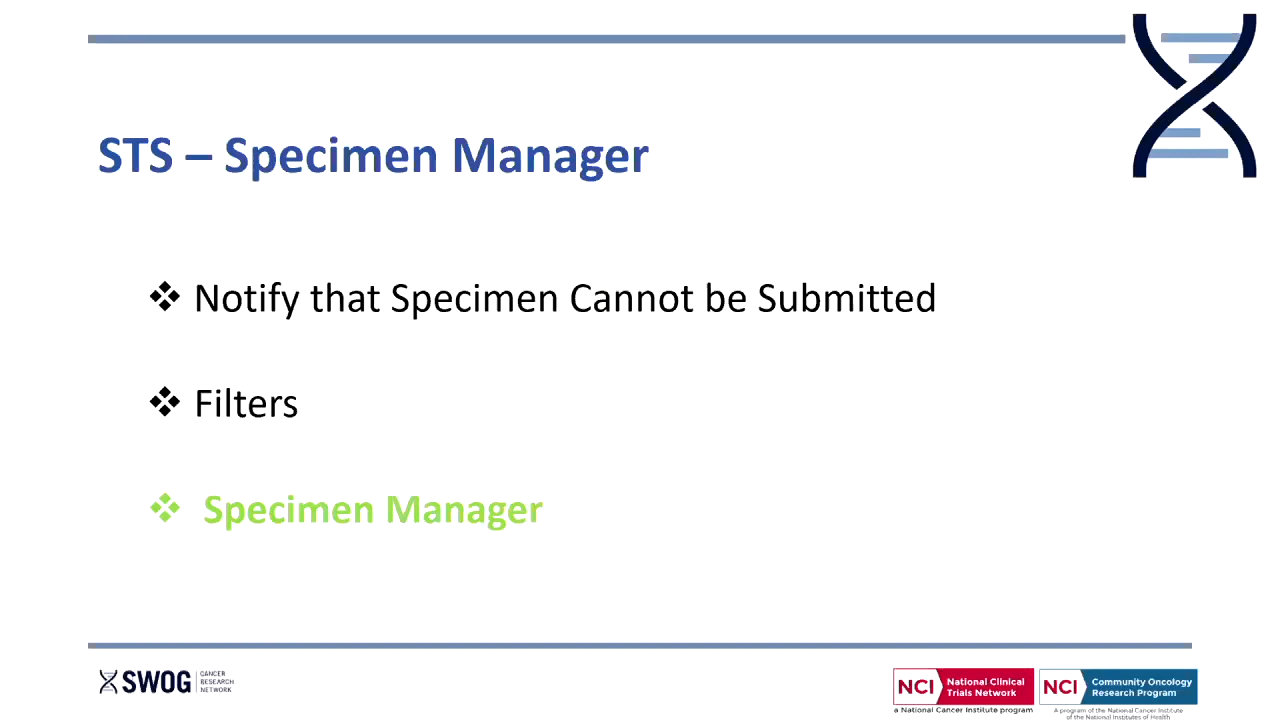 STS – Specimen Manager
❖ Notify that Specimen Cannot be Submitted
❖ Filters
❖ Specimen Manager
SWOG
CANCER
RESEARCH
NETWORK
NCI
National Clinical
Trials Network
a National Cancer Institute program
NCI
Community Oncology
Research Program
A program of the National Cancer Institute
of the National Institutes of Health